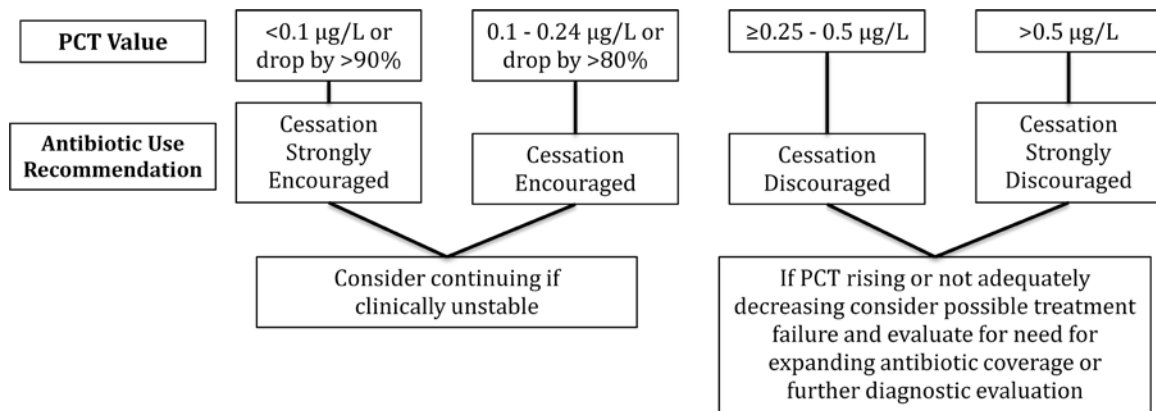 PCT Value
<0.1 µg/L or
drop by >90%
0.1 - 0.24 µg/L or
drop by >80%
≥0.25 - 0.5 µg/L
>0.5 µg/L
Antibiotic Use
Recommendation
Cessation
Strongly
Encouraged
Cessation
Encouraged
Cessation
Discouraged
Cessation
Strongly
Discouraged
Consider continuing if
clinically unstable
If PCT rising or not adequately
decreasing consider possible treatment
failure and evaluate for need for
expanding antibiotic coverage or
further diagnostic evaluation